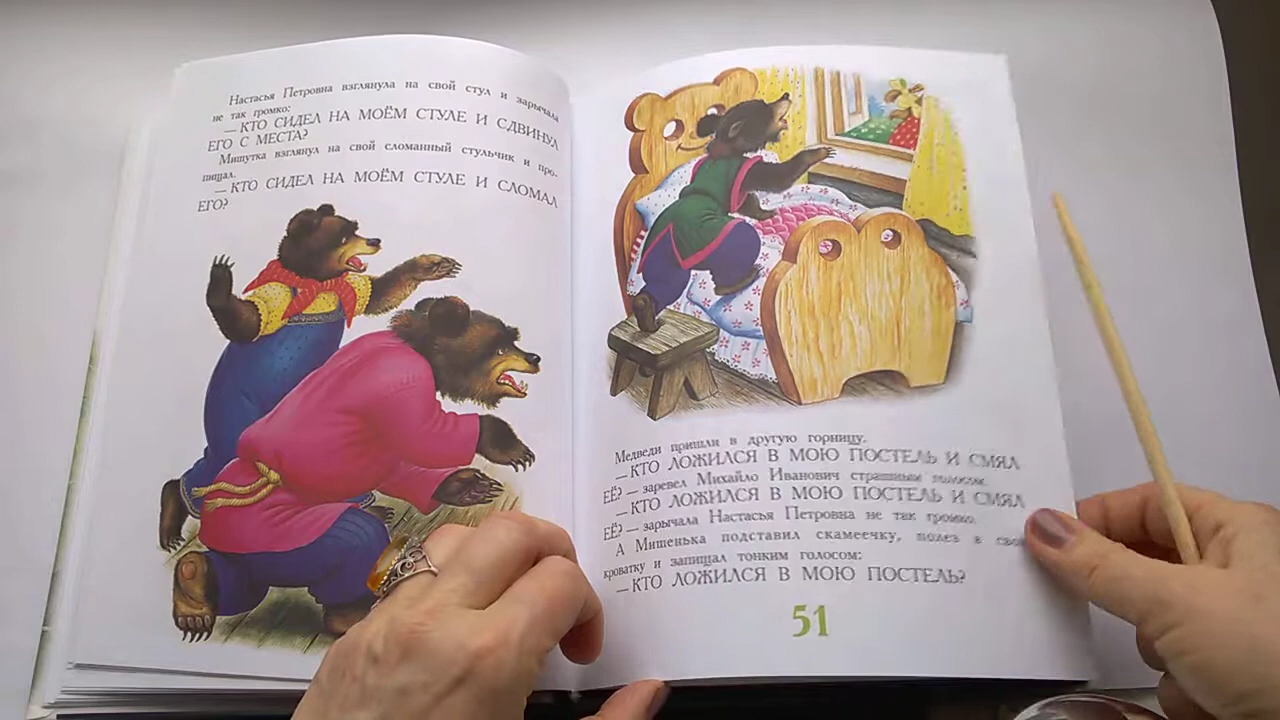 Настасья Петровна взглянула на свой стул и зарычала
не так громко:
— КТО СИДЕЛ НА МОЁМ СТУЛЕ И СДВИНУЛ
ЕГО С МЕСТА?
Мишутка взглянул на свой сломанный стульчик и про-
пищал.
— КТО СИДЕЛ НА МОЁМ СТУЛЕ И СЛОМАЛ
ЕГО?
Медведи пришли в другую горницу.
— КТО ЛОЖИЛСЯ В МОЮ ПОСТЕЛЬ И СМЯЛ
ЕЁ? — заревел Михайло Иванович страшным голосом.
— КТО ЛОЖИЛСЯ В МОЮ ПОСТЕЛЬ И СМЯЛ
ЕЁ? — зарычала Настасья Петровна не так громко.
А Мишенька подставил скамеечку, полез в
кроватку и запищал тонким голосом:
— КТО ЛОЖИЛСЯ В МОЮ ПОСТЕЛЬ?
51